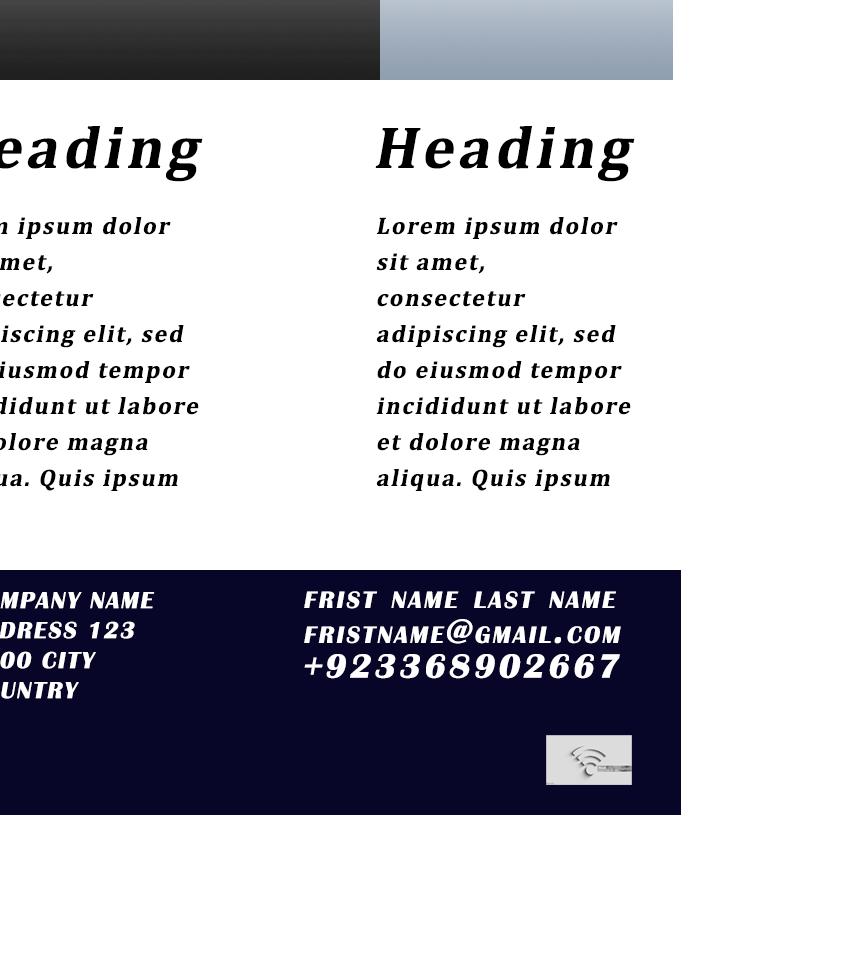 eading
m ipsum dolor
met,
ectetur
iscing elit, sed
iusmod tempor
didunt ut labore
olore magna
ua. Quis ipsum
Heading
Lorem ipsum dolor
sit amet,
consectetur
adipiscing elit, sed
do eiusmod tempor
incididunt ut labore
et dolore magna
aliqua. Quis ipsum
MPANY NAME
DRESS 123
00 CITY
UNTRY
FRIST NAME LAST NAME
FRISTNAME@GMAIL.COM
+923368902667